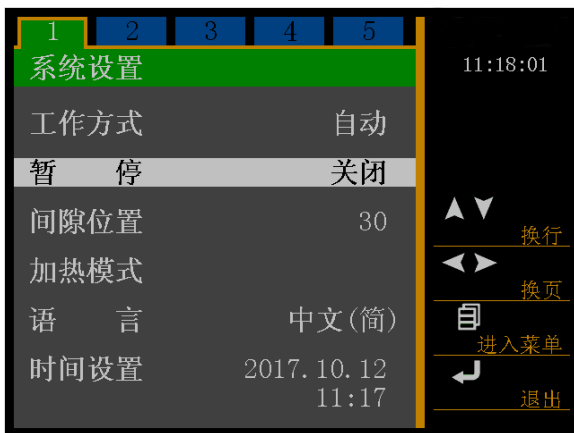 1 2 3 4 5
系统设置
11:18:01
工作方式 自动
暂 停 关闭
间隙位置 30
加热模式
语 言 中文(简)
时间设置 2017.10.12
11:17
换行
换页
进入菜单
退出